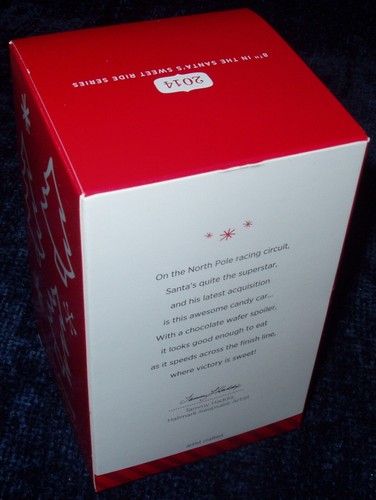 8TH IN THE SANTA'S SWEET RIDE SERIES
2014
On the North Pole racing circuit,
Santa's quite the superstar,
and his latest acquisition
is this awesome candy car...
With a chocolate wafer spoiler,
it looks good enough to eat
as it speeds across the finish line,
where victory is sweet!
Tammy Haddix
Hallmark Keepsake Artist